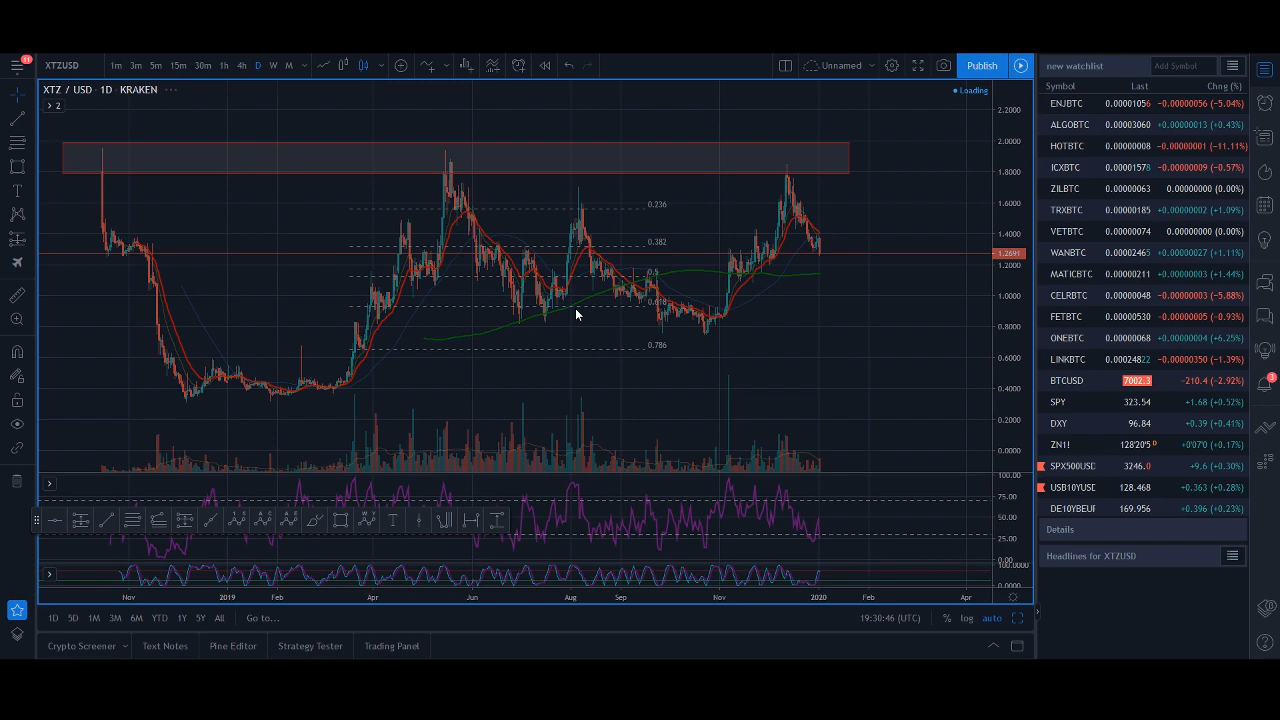 11
XTZUSD 1m 3m 5m 15m 30m 1h 4h D W M Unnamed Publish
XTZ / USD · 1D · KRAKEN ···
Loading
2
2.2000
2.0000
1.8000
1.6000
1.4000
1.2691
1.2000
1.0000
0.8000
0.6000
0.4000
0.2000
0.0000
0.236
0.382
0.5
0.618
0.786
100.00
75.00
50.00
25.00
0.00
100.0000
0.0000
Nov 2019 Feb Apr Jun Aug Sep Nov 2020 Feb Apr
1D 5D 1M 3M 6M YTD 1Y 5Y All Go to... 19:30:46 (UTC) % log auto
Crypto Screener Text Notes Pine Editor Strategy Tester Trading Panel
new watchlist Add Symbol
Symbol Last Chng (%)
ENJBTC 0.00001056 −0.00000056 (−5.04%)
ALGOBTC 0.00003060 +0.00000013 (+0.43%)
HOTBTC 0.00000008 −0.00000001 (−11.11%)
ICXBTC 0.00001578 −0.00000009 (−0.57%)
ZILBTC 0.00000063 0.00000000 (0.00%)
TRXBTC 0.00000185 +0.00000002 (+1.09%)
VETBTC 0.00000074 0.00000000 (0.00%)
WANBTC 0.00002465 +0.00000003 (+0.12%)
MATICBTC 0.00000211 +0.00000003 (+1.44%)
CELRBTC 0.00000048 −0.00000003 (−5.88%)
FETBTC 0.00000530 −0.00000005 (−0.93%)
ONEBTC 0.00000068 +0.00000004 (+6.25%)
LINKBTC 0.00024822 −0.00000350 (−1.39%)
BTCUSD 7002.3 −210.4 (−2.92%)
SPY 323.54 +1.68 (+0.52%)
DXY 96.84 +0.39 (+0.41%)
ZN1! 128'205 D +0'070 (+0.17%)
SPX500USD 3246.0 +9.6 (+0.30%)
USB10YUSD 128.468 +0.363 (+0.28%)
DE10YBEUR 169.956 +0.396 (+0.23%)
Details
Headlines for XTZUSD
3